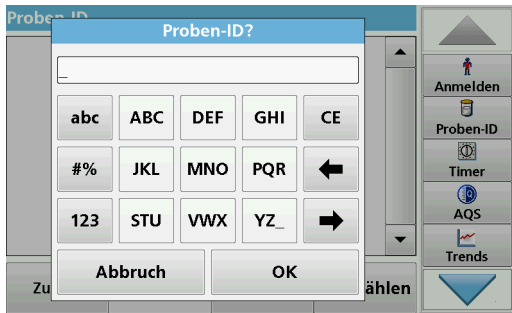 Proben-ID
Proben-ID?
_
abc ABC DEF GHI CE
#% JKL MNO PQR
123 STU VWX YZ_
Abbruch OK
Zu ählen
Anmelden
Proben-ID
Timer
AQS
Trends